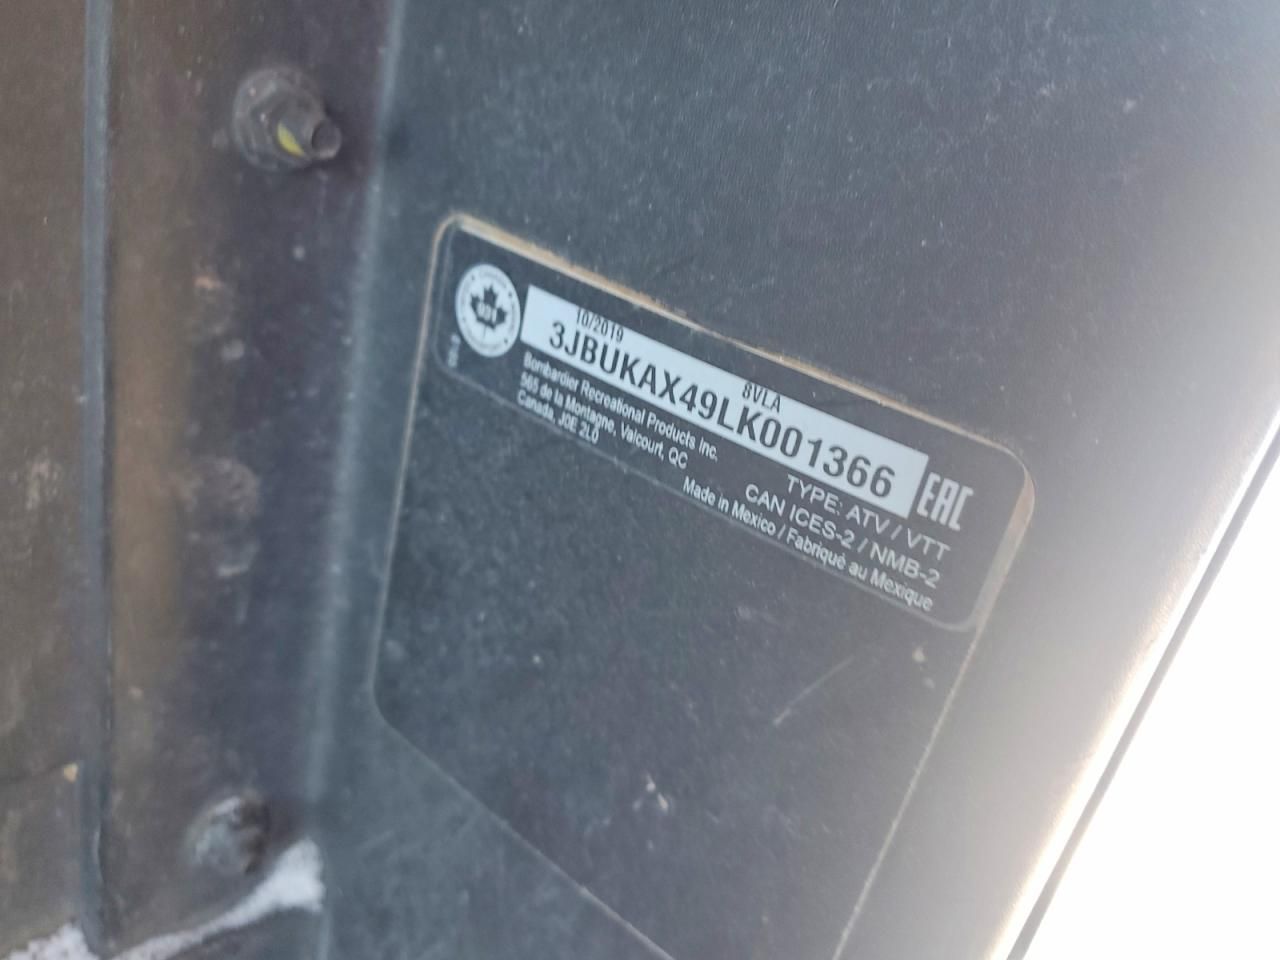 10/2019
8VLA
3JBUKAX49LK001366
EAC
Bombardier Recreational Products Inc.
565 de la Montagne, Valcourt, QC
Canada, J0E 2L0
TYPE: ATV / VTT
CAN ICES-2 / NMB-2
Made in Mexico / Fabriqué au Mexique